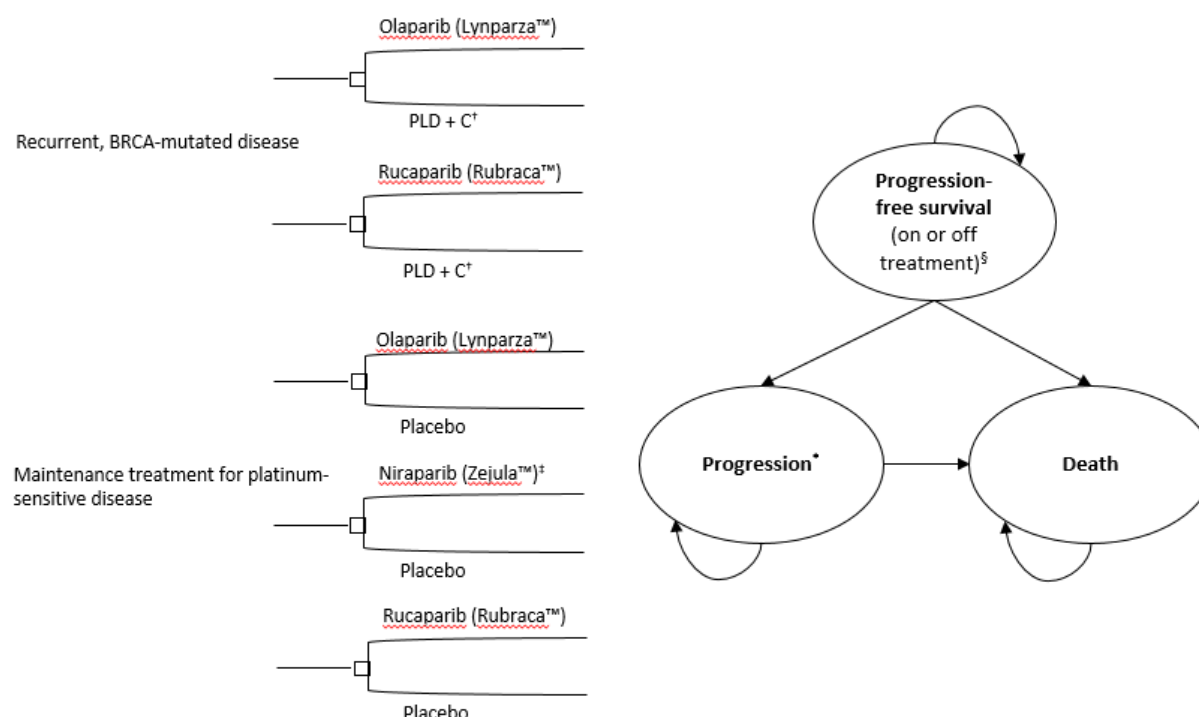 Olaparib (Lynparza™)
PLD + C†
Recurrent, BRCA-mutated disease
Rucaparib (Rubraca™)
PLD + C†
Olaparib (Lynparza™)
Placebo
Maintenance treatment for platinum-
sensitive disease
Niraparib (Zejula™)‡
Placebo
Rucaparib (Rubraca™)
Placebo
Progression-
free survival
(on or off
treatment)§
Progression*
Death